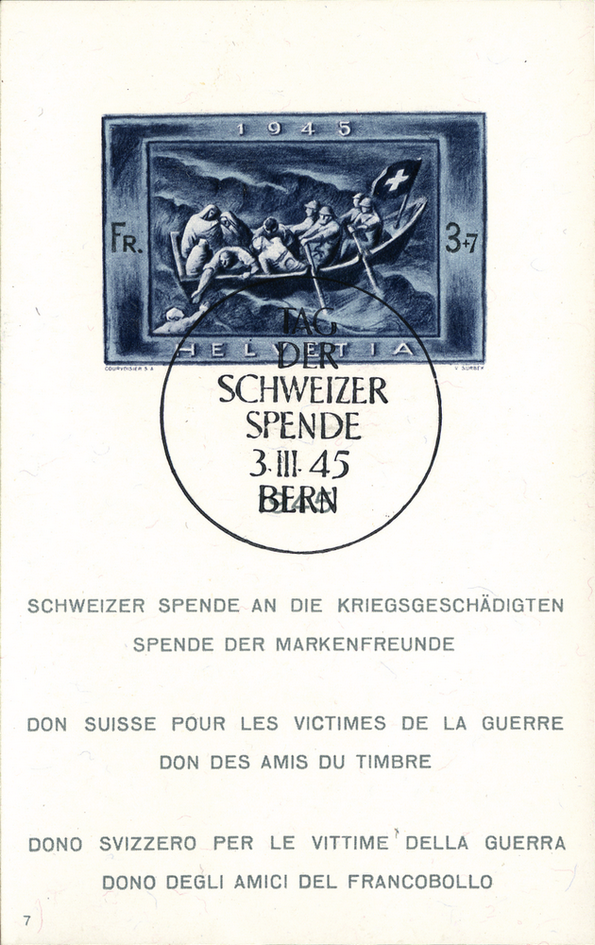 1945
FR. 3+7
HELVETIA
COURVOISIER S.A. V. SURBEK
TAG
DER
SCHWEIZER
SPENDE
3. III. 45
BERN
1945
SCHWEIZER SPENDE AN DIE KRIEGSGESCHÄDIGTEN
SPENDE DER MARKENFREUNDE
DON SUISSE POUR LES VICTIMES DE LA GUERRE
DON DES AMIS DU TIMBRE
DONO SVIZZERO PER LE VITTIME DELLA GUERRA
DONO DEGLI AMICI DEL FRANCOBOLLO
7